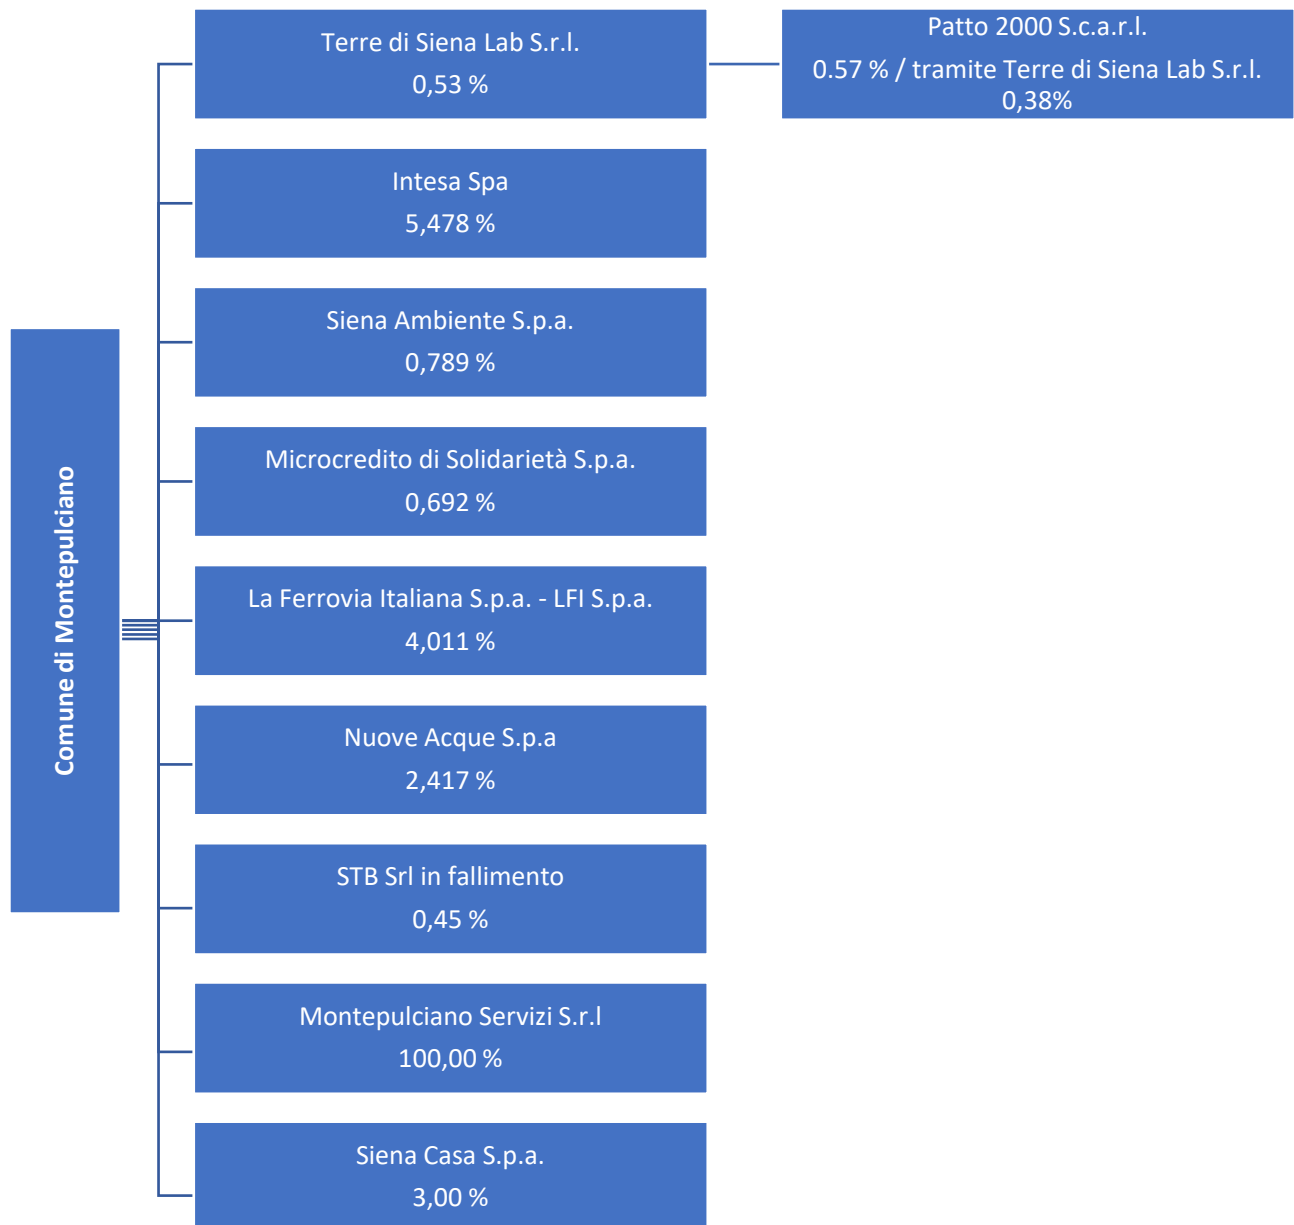 Comune di Montepulciano
Terre di Siena Lab S.r.l.
0,53 %
Patto 2000 S.c.a.r.l.
0.57 % / tramite Terre di Siena Lab S.r.l.
0,38%
Intesa Spa
5,478 %
Siena Ambiente S.p.a.
0,789 %
Microcredito di Solidarietà S.p.a.
0,692 %
La Ferrovia Italiana S.p.a. - LFI S.p.a.
4,011 %
Nuove Acque S.p.a
2,417 %
STB Srl in fallimento
0,45 %
Montepulciano Servizi S.r.l
100,00 %
Siena Casa S.p.a.
3,00 %